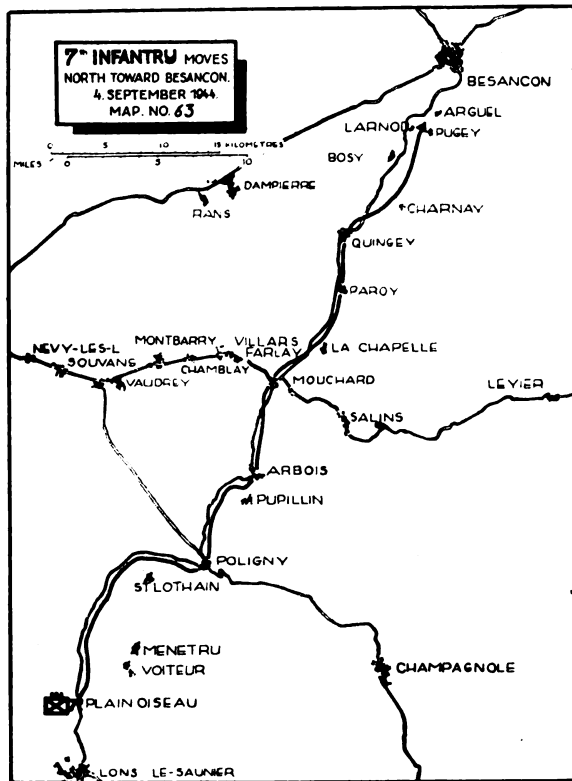 7TH INFANTRU MOVES
NORTH TOWARD BESANCON.
4. SEPTEMBER 1944.
MAP. NO. 63
0 5 10 15 KILOMETRES
MILES 0 5 10
BESANCON
ARGUEL
LARNOD
PUGEY
BOSY
DAMPIERRE
RANS
CHARNAY
QUINGEY
PAROY
NEVY-LES-L
SOUVANS
MONTBARRY
VILLARS
FARLAY
LA CHAPELLE
CHAMBLAY
VAUDREY
MOUCHARD
LEVIER
SALINS
ARBOIS
PUPILLIN
POLIGNY
ST LOTHAIN
MENETRU
VOITEUR
CHAMPAGNOLE
PLAINOISEAU
LONS LE-SAUNIER